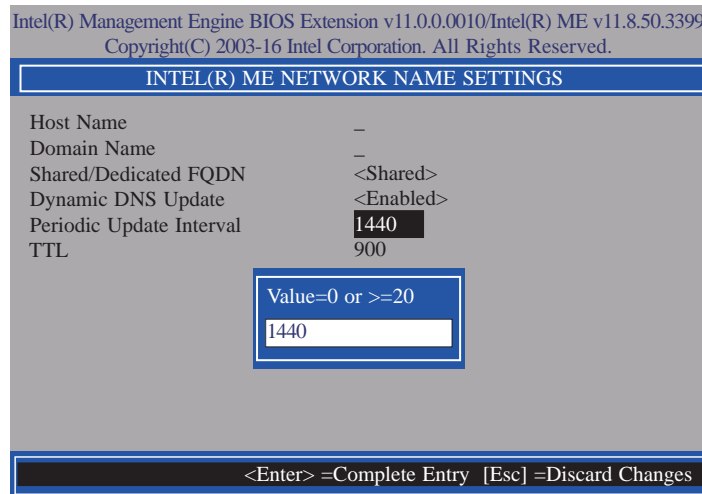 Intel(R) Management Engine BIOS Extension v11.0.0.0010/Intel(R) ME v11.8.50.3399
Copyright(C) 2003-16 Intel Corporation. All Rights Reserved.
INTEL(R) ME NETWORK NAME SETTINGS
Host Name _
Domain Name _
Shared/Dedicated FQDN <Shared>
Dynamic DNS Update <Enabled>
Periodic Update Interval 1440
TTL 900
Value=0 or >=20
1440
<Enter> =Complete Entry [Esc] =Discard Changes